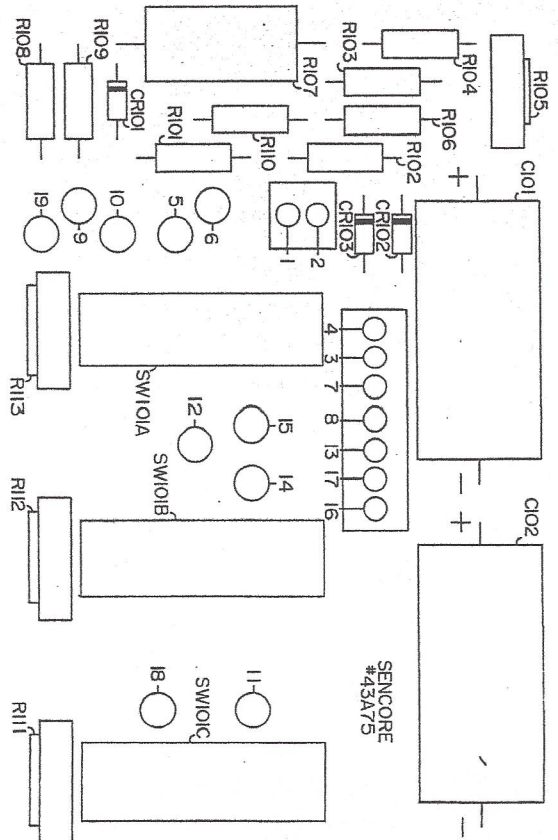 R108
R109
CR101
R107
R103
R104
R105
R101
R110
R106
R102
C101
+
19
9
10
5
6
1
2
CR103
CR102
4
3
7
8
13
17
16
R113
SW101A
12
15
14
−
+
R112
SW101B
C102
SENCORE
#43A75
18
SW101C
11
R111
−